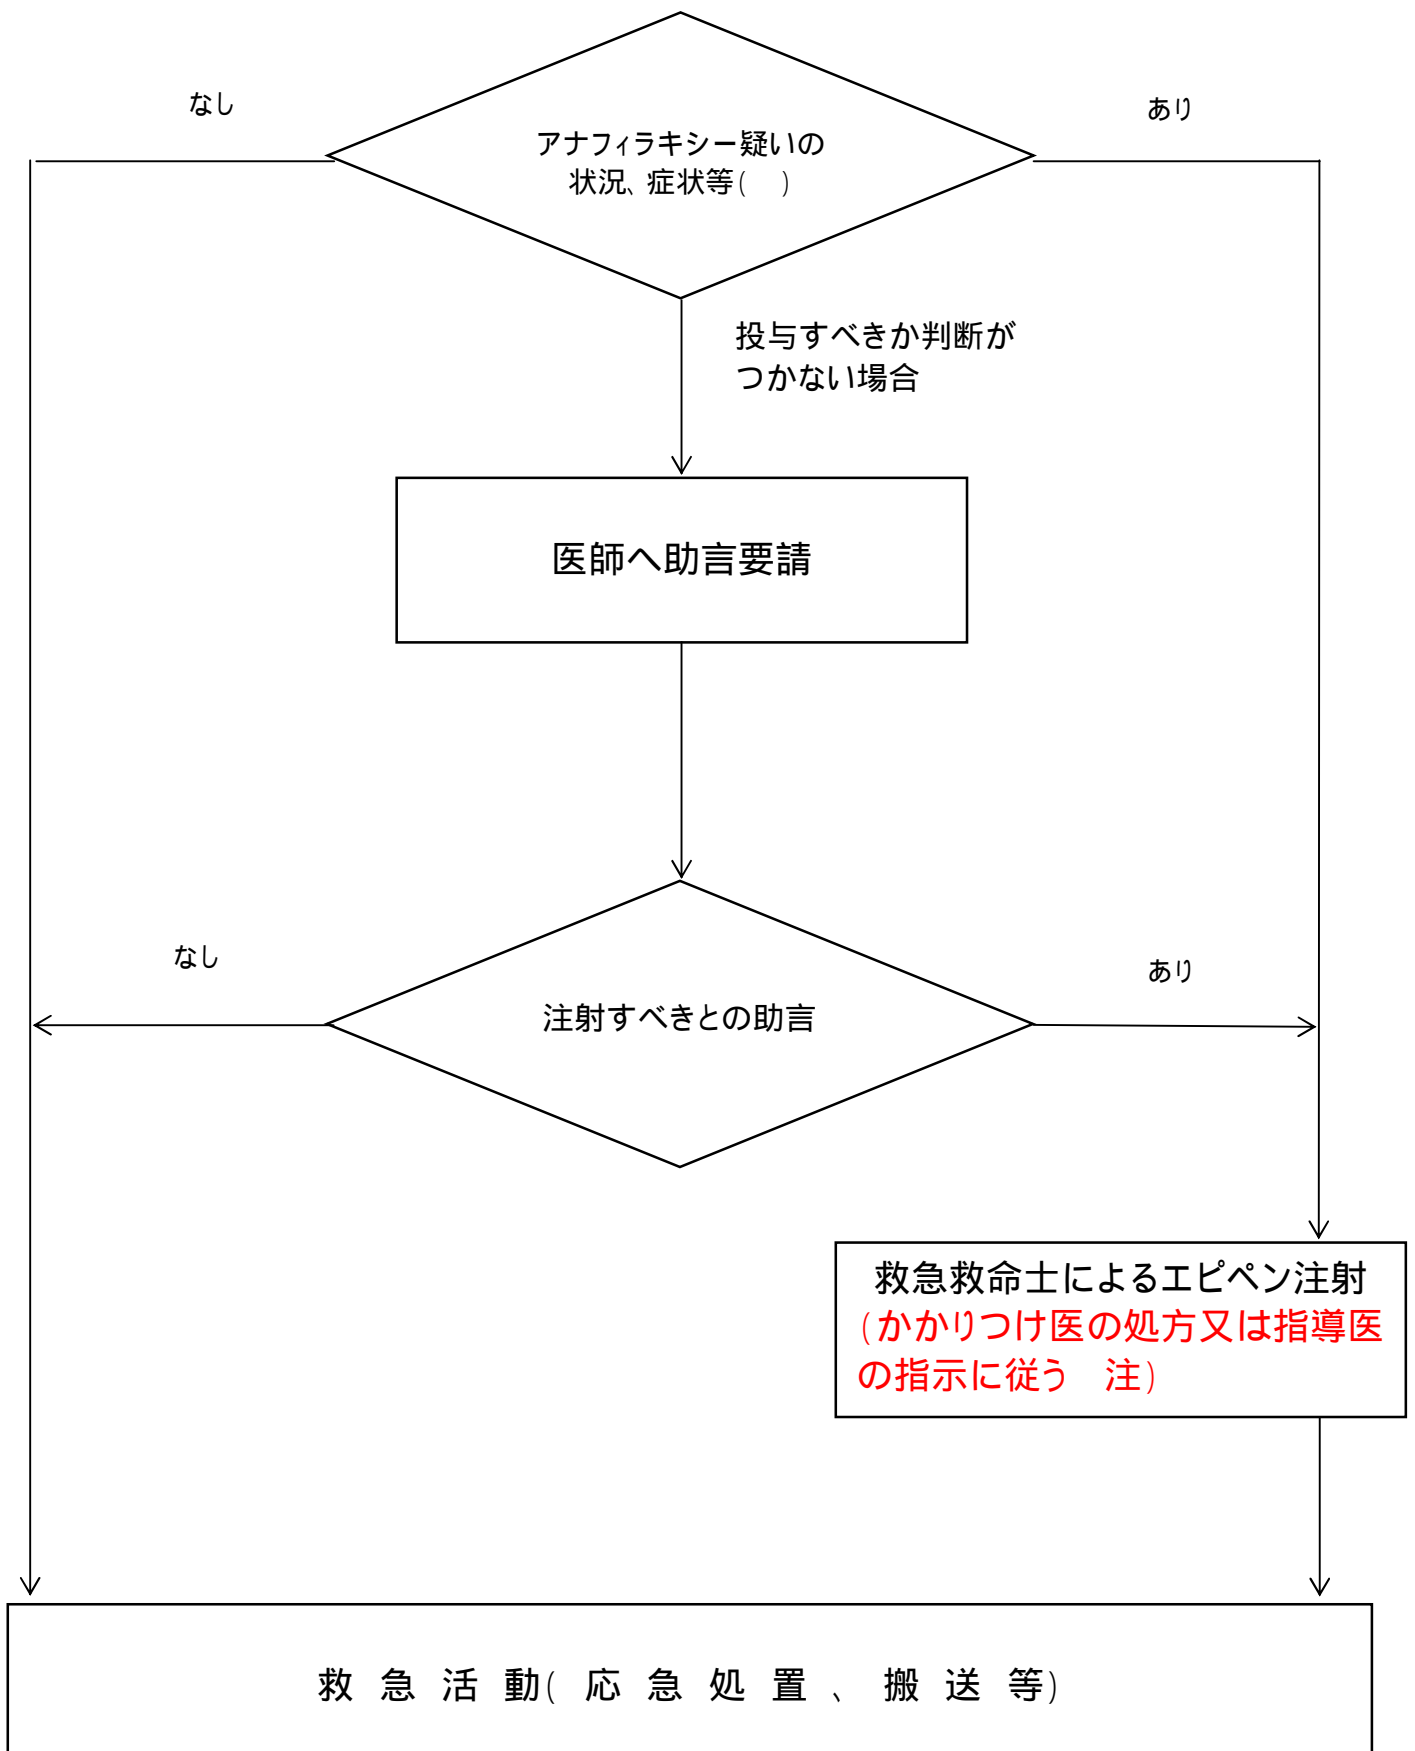 なし
あり
アナフィラキシー疑いの
状況、症状等(　)
投与すべきか判断が
つかない場合
医師へ助言要請
なし
あり
注射すべきとの助言
救急救命士によるエピペン注射
(かかりつけ医の処方又は指導医
の指示に従う　注)
救 急 活 動( 応 急 処 置 、 搬 送 等)